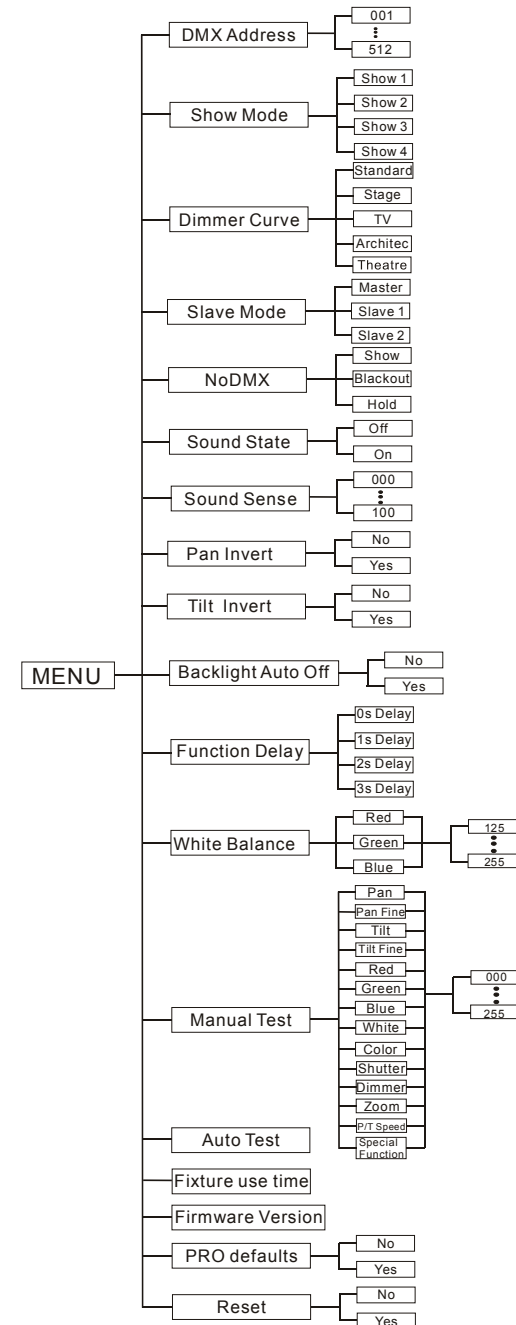 MENU
DMX Address
001
512
Show Mode
Show 1
Show 2
Show 3
Show 4
Dimmer Curve
Standard
Stage
TV
Architec
Theatre
Slave Mode
Master
Slave 1
Slave 2
NoDMX
Show
Blackout
Hold
Sound State
Off
On
Sound Sense
000
100
Pan Invert
No
Yes
Tilt Invert
No
Yes
Backlight Auto Off
No
Yes
Function Delay
0s Delay
1s Delay
2s Delay
3s Delay
White Balance
Red
Green
Blue
125
255
Manual Test
Pan
Pan Fine
Tilt
Tilt Fine
Red
Green
Blue
White
Color
Shutter
Dimmer
Zoom
P/T Speed
Special
Function
000
255
Auto Test
Fixture use time
Firmware Version
PRO defaults
No
Yes
Reset
No
Yes